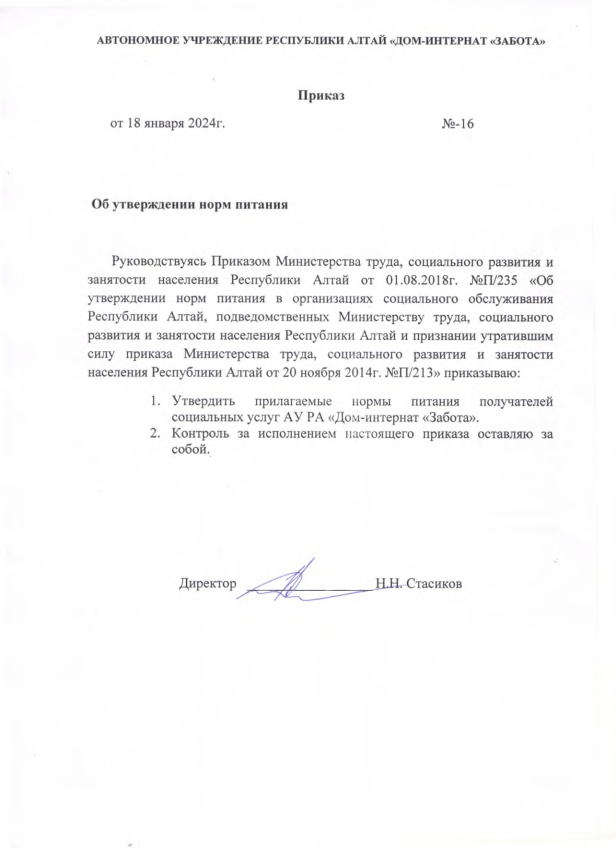 АВТОНОМНОЕ УЧРЕЖДЕНИЕ РЕСПУБЛИКИ АЛТАЙ «ДОМ-ИНТЕРНАТ «ЗАБОТА»
Приказ
от 18 января 2024г. №-16
Об утверждении норм питания
Руководствуясь Приказом Министерства труда, социального развития и
занятости населения Республики Алтай от 01.08.2018г. №П/235 «Об
утверждении норм питания в организациях социального обслуживания
Республики Алтай, подведомственных Министерству труда, социального
развития и занятости населения Республики Алтай и признании утратившим
силу приказа Министерства труда, социального развития и занятости
населения Республики Алтай от 20 ноября 2014г. №П/213» приказываю:
1. Утвердить прилагаемые нормы питания получателей
социальных услуг АУ РА «Дом-интернат «Забота».
2. Контроль за исполнением настоящего приказа оставляю за
собой.
Директор Н.Н. Стасиков